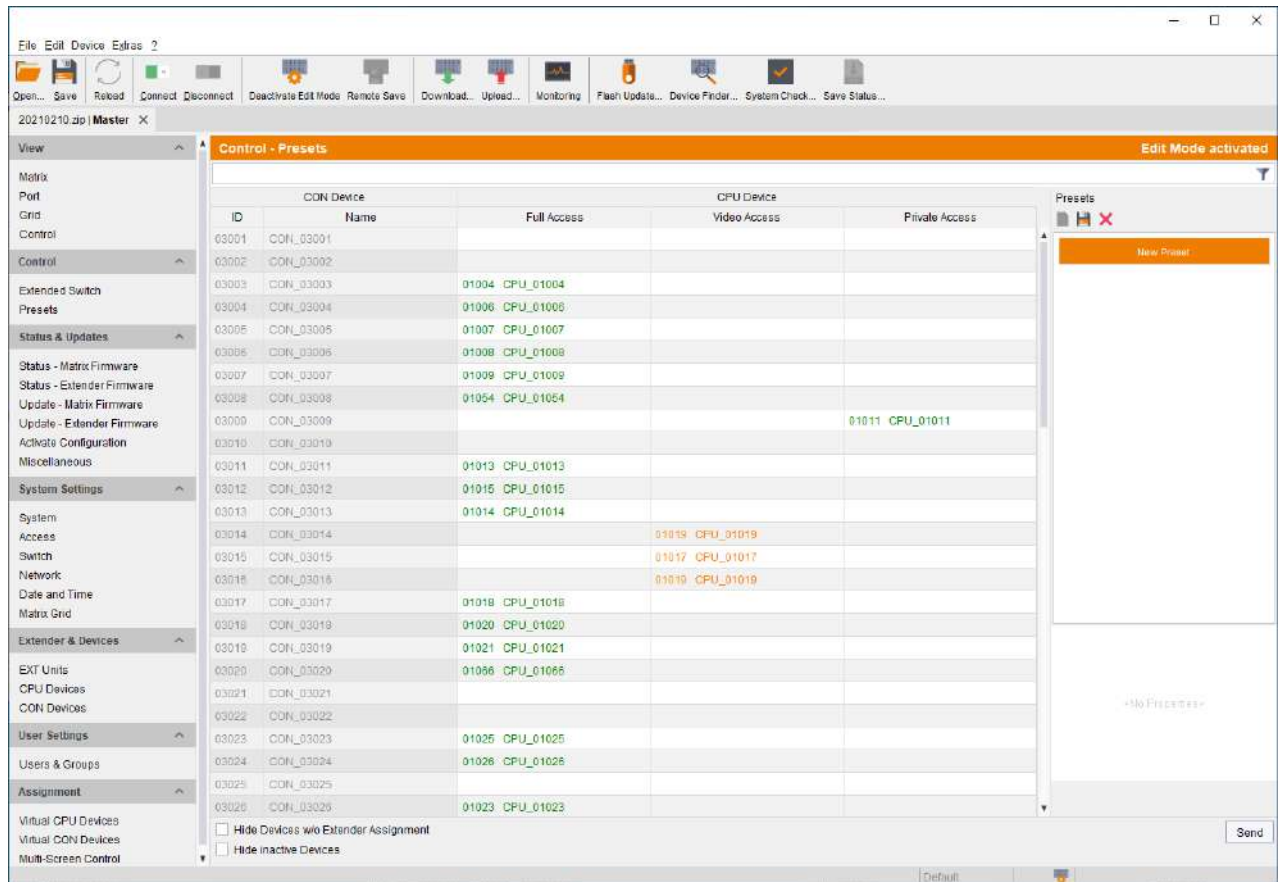 File Edit Device Extras ?
Open... Save Reload Connect Disconnect Deactivate Edit Mode Remote Save Download... Upload... Monitoring Flash Update... Device Finder... System Check... Save Status...
20210210.zip | Master
View
Matrix
Port
Grid
Control
Control
Extended Switch
Presets
Status & Updates
Status - Matrix Firmware
Status - Extender Firmware
Update - Matrix Firmware
Update - Extender Firmware
Activate Configuration
Miscellaneous
System Settings
System
Access
Switch
Network
Date and Time
Matrix Grid
Extender & Devices
EXT Units
CPU Devices
CON Devices
User Settings
Users & Groups
Assignment
Virtual CPU Devices
Virtual CON Devices
Multi-Screen Control
Control - Presets Edit Mode activated
CON Device CPU Device
ID Name Full Access Video Access Private Access
03001 CON_03001
03002 CON_03002
03003 CON_03003 01004 CPU_01004
03004 CON_03004 01006 CPU_01006
03005 CON_03005 01007 CPU_01007
03006 CON_03006 01008 CPU_01008
03007 CON_03007 01009 CPU_01009
03008 CON_03008 01054 CPU_01054
03009 CON_03009 01011 CPU_01011
03010 CON_03010
03011 CON_03011 01013 CPU_01013
03012 CON_03012 01015 CPU_01015
03013 CON_03013 01014 CPU_01014
03014 CON_03014 01019 CPU_01019
03015 CON_03015 01017 CPU_01017
03016 CON_03016 01019 CPU_01019
03017 CON_03017 01018 CPU_01018
03018 CON_03018 01020 CPU_01020
03019 CON_03019 01021 CPU_01021
03020 CON_03020 01066 CPU_01066
03021 CON_03021
03022 CON_03022
03023 CON_03023 01025 CPU_01025
03024 CON_03024 01026 CPU_01026
03025 CON_03025
03026 CON_03026 01023 CPU_01023
Hide Devices w/o Extender Assignment
Hide inactive Devices
Presets
New Preset
<No Properties>
Send
Default